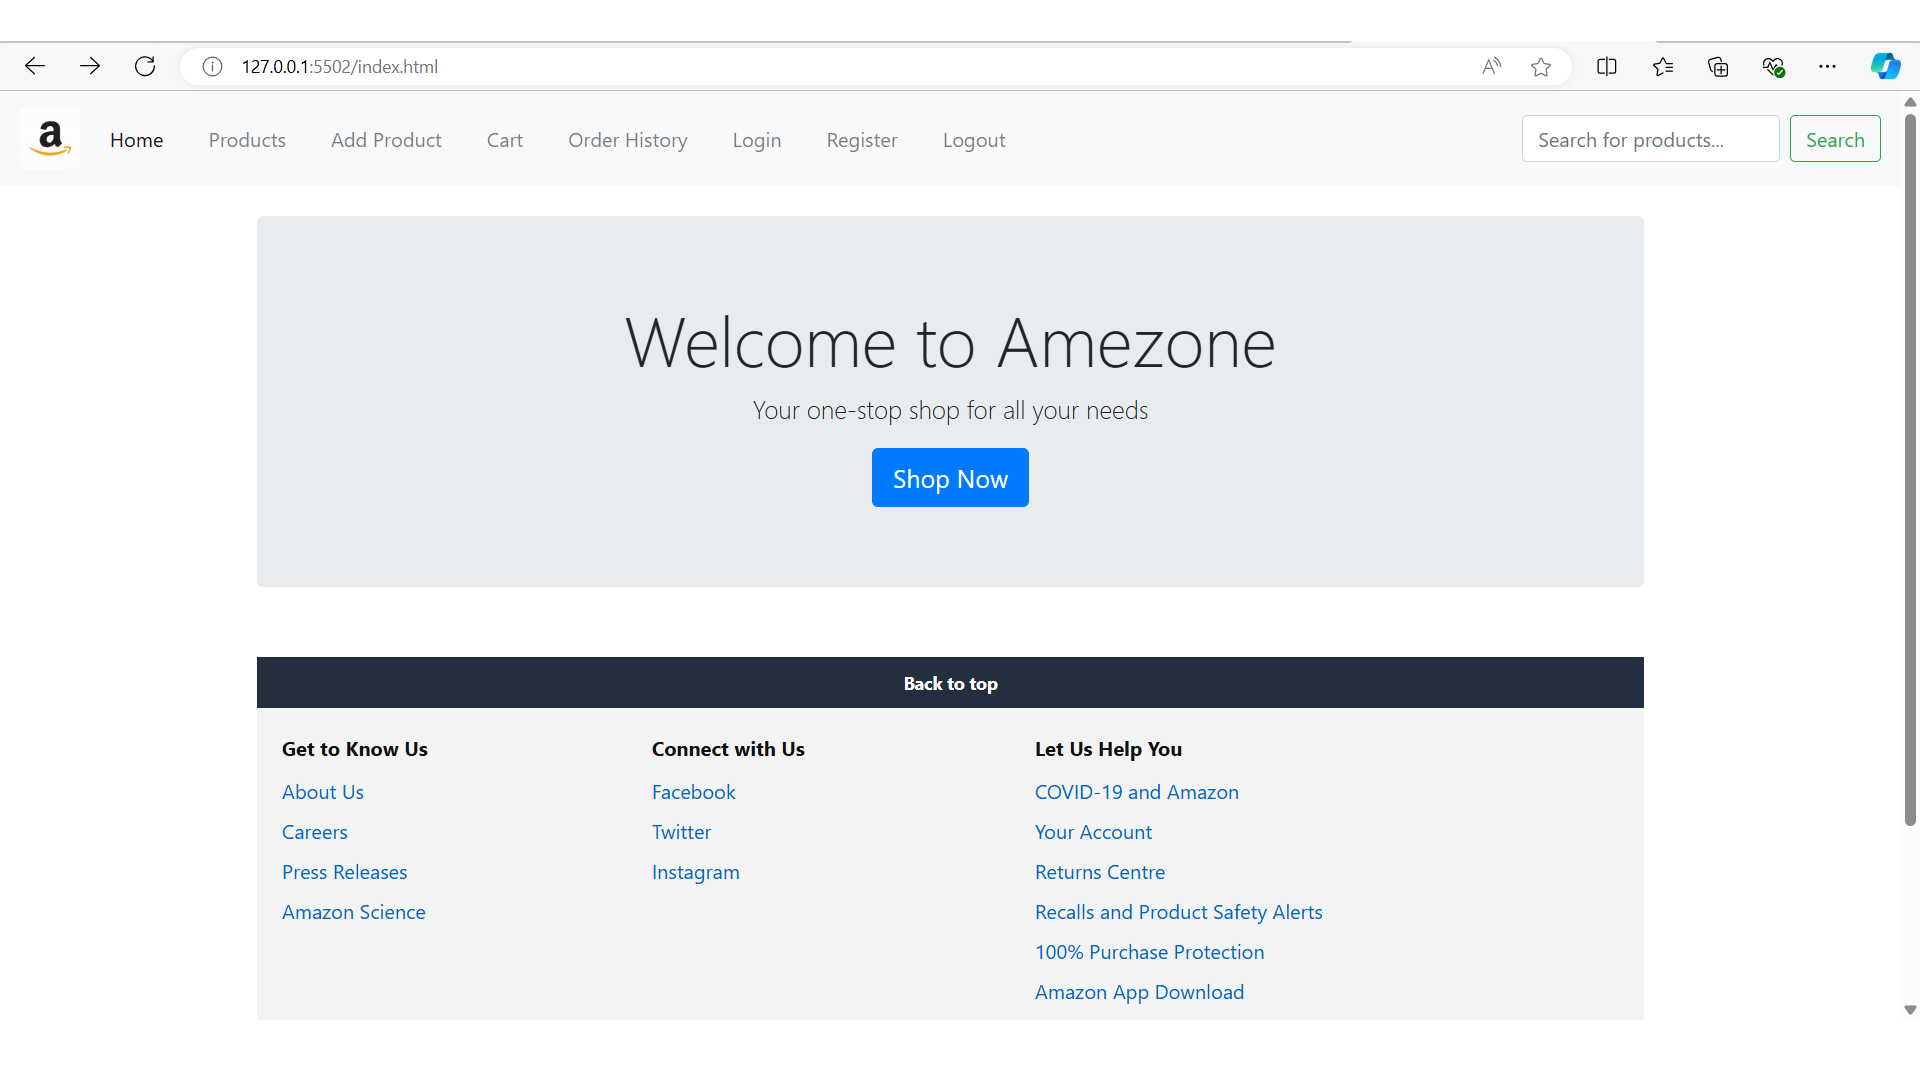 127.0.0.1:5502/index.html
a Home Products Add Product Cart Order History Login Register Logout Search for products... Search
Welcome to Amezone
Your one-stop shop for all your needs
Shop Now
Back to top
Get to Know Us
About Us
Careers
Press Releases
Amazon Science
Connect with Us
Facebook
Twitter
Instagram
Let Us Help You
COVID-19 and Amazon
Your Account
Returns Centre
Recalls and Product Safety Alerts
100% Purchase Protection
Amazon App Download